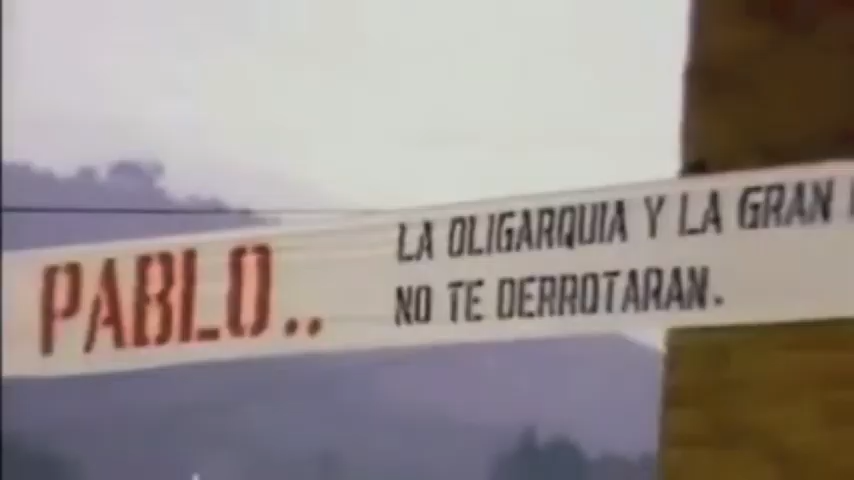 PABLO..
LA OLIGARQUIA Y LA GRAN
NO TE DERROTARAN.